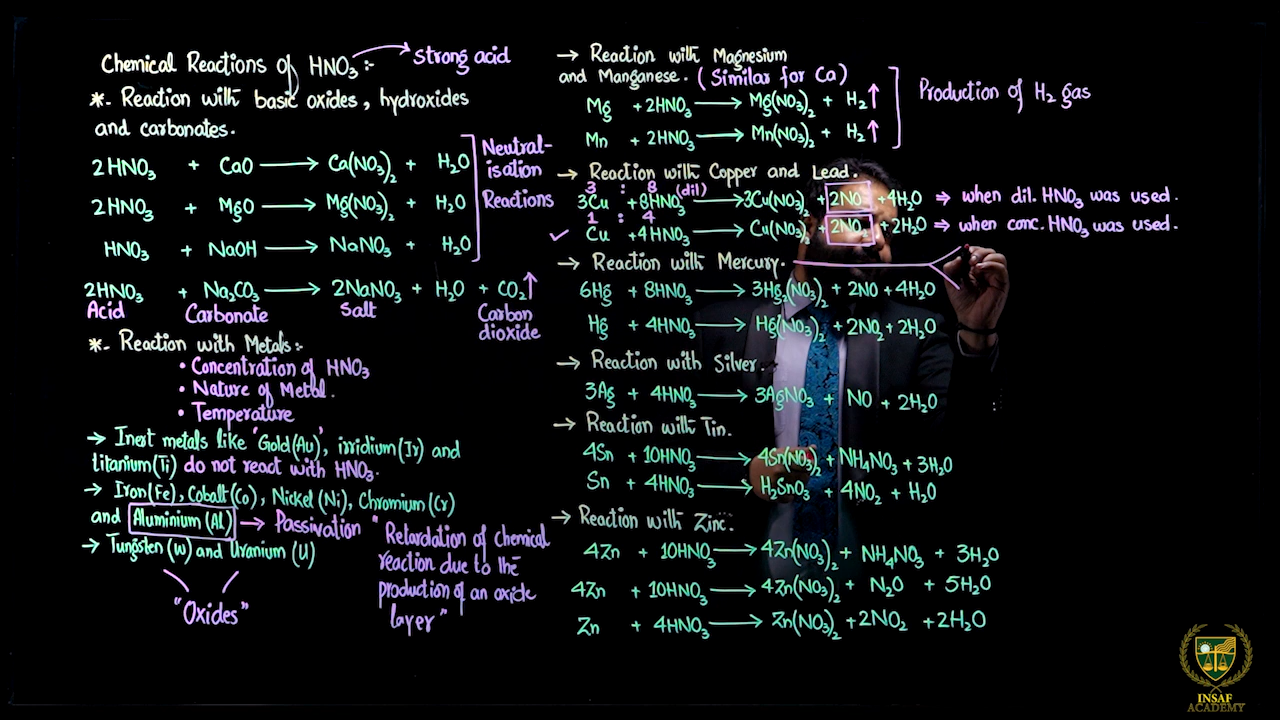 Chemical Reactions of HNO₃ :- → Strong acid
*. Reaction with basic oxides, hydroxides
and carbonates.
2HNO₃ + CaO → Ca(NO₃)₂ + H₂O
2HNO₃ + MgO → Mg(NO₃)₂ + H₂O
HNO₃ + NaOH → NaNO₃ + H₂O
Neutral-
isation
Reactions
2HNO₃ + Na₂CO₃ → 2NaNO₃ + H₂O + CO₂↑
Acid Carbonate Salt Carbon
dioxide
*. Reaction with Metals :-
• Concentration of HNO₃
• Nature of Metal.
• Temperature
→ Inert metals like 'Gold(Au)', irridium(Ir) and
titanium(Ti) do not react with HNO₃.
→ Iron(Fe), Cobalt(Co), Nickel(Ni), Chromium(Cr)
and Aluminium (Al) → Passivation
"Retardation of chemical
reaction due to the
production of an oxide
layer"
→ Tungsten (W) and Uranium (U)
"Oxides"
→ Reaction with Magnesium
and Manganese. (Similar for Ca)
Mg + 2HNO₃ → Mg(NO₃)₂ + H₂↑
Mn + 2HNO₃ → Mn(NO₃)₂ + H₂↑
Production of H₂ gas
→ Reaction with Copper and Lead.
3 : 8 (dil)
3Cu + 8HNO₃ → 3Cu(NO₃)₂ + 2NO + 4H₂O ⇒ when dil. HNO₃ was used.
1 : 4
✓ Cu + 4HNO₃ → Cu(NO₃)₂ + 2NO₂ + 2H₂O ⇒ when conc. HNO₃ was used.
→ Reaction with Mercury.
6Hg + 8HNO₃ → 3Hg₂(NO₃)₂ + 2NO + 4H₂O
Hg + 4HNO₃ → Hg(NO₃)₂ + 2NO₂ + 2H₂O
→ Reaction with Silver.
3Ag + 4HNO₃ → 3AgNO₃ + NO + 2H₂O
→ Reaction with Tin.
4Sn + 10HNO₃ → 4Sn(NO₃)₂ + NH₄NO₃ + 3H₂O
Sn + 4HNO₃ → H₂SnO₃ + 4NO₂ + H₂O
→ Reaction with Zinc.
4Zn + 10HNO₃ → 4Zn(NO₃)₂ + NH₄NO₃ + 3H₂O
4Zn + 10HNO₃ → 4Zn(NO₃)₂ + N₂O + 5H₂O
Zn + 4HNO₃ → Zn(NO₃)₂ + 2NO₂ + 2H₂O
INSAF
ACADEMY